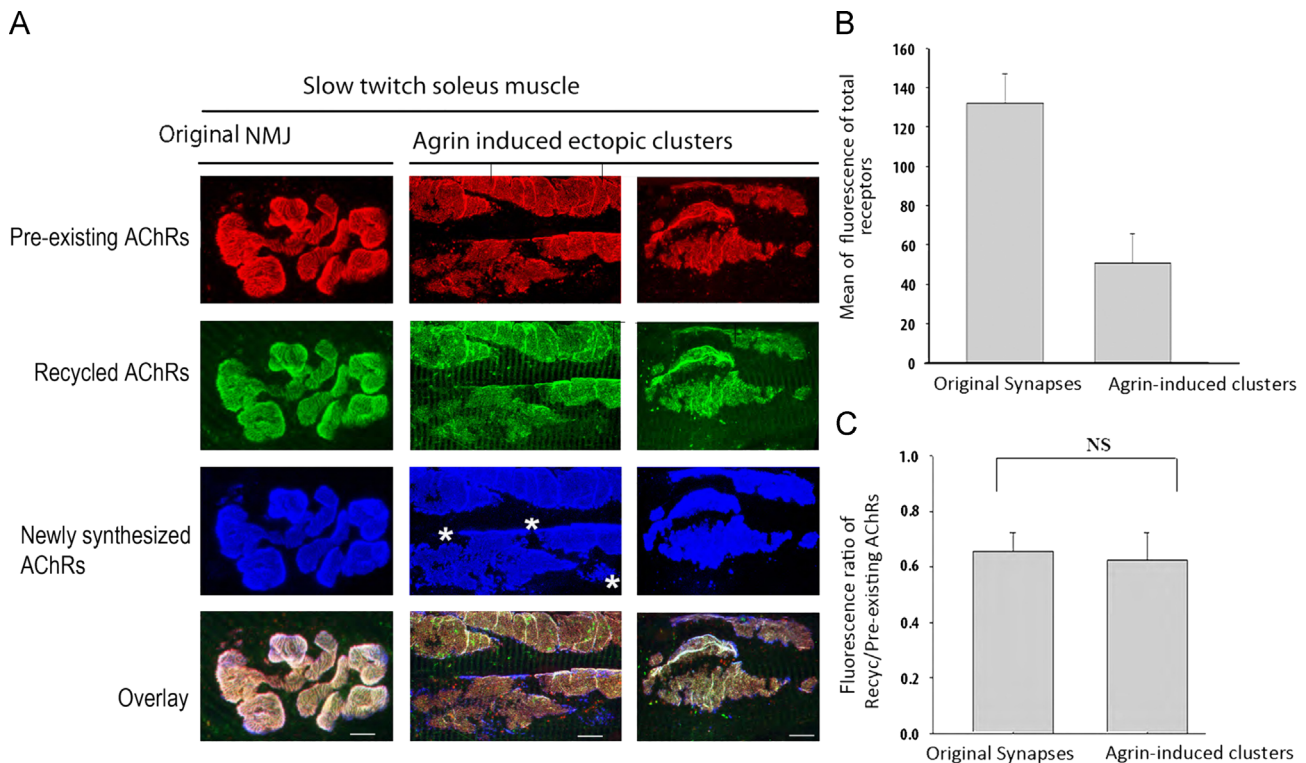 A
Slow twitch soleus muscle
Original NMJ
Agrin induced ectopic clusters
Pre-existing AChRs
Recycled AChRs
Newly synthesized
AChRs
*
*
*
Overlay
B
Mean of fluorescence of total
receptors
160
140
120
100
80
60
40
20
0
Original Synapses
Agrin-induced clusters
C
Fluorescence ratio of
Recyc/Pre-existing AChRs
1.0
0.8
0.6
0.4
0.2
0.0
NS
Original Synapses
Agrin-induced clusters